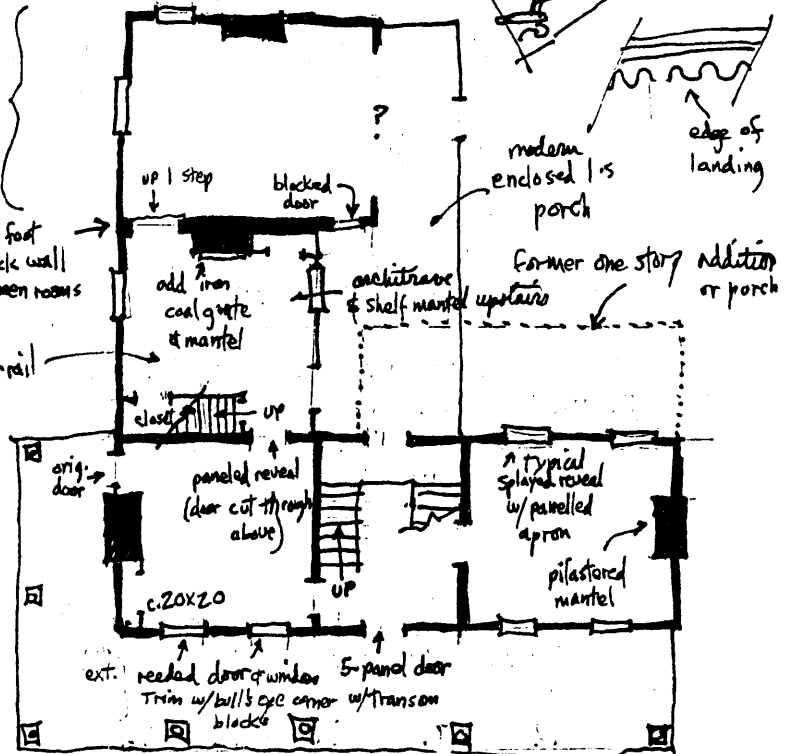 edge of
landing
?
modern
enclosed 1·s
porch
up 1 step
blocked
door
foot
ck wall
en rooms
add iron
coal grate
& mantel
architrave
& shelf mantel upstairs
Former one story Addition
or porch
rail
closet
UP
orig.
door
paneled reveal
(door cut through
above)
typical
splayed reveal
w/ panelled
apron
UP
pilastered
mantel
c.20x20
ext. reeded door & window
Trim w/ bull's eye corner
blocks
5-panel door
w/ Transom